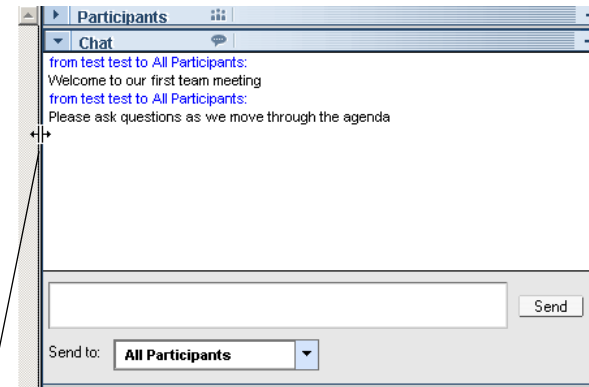 Participants
Chat
from test test to All Participants:
Welcome to our first team meeting
from test test to All Participants:
Please ask questions as we move through the agenda
Send
Send to: All Participants